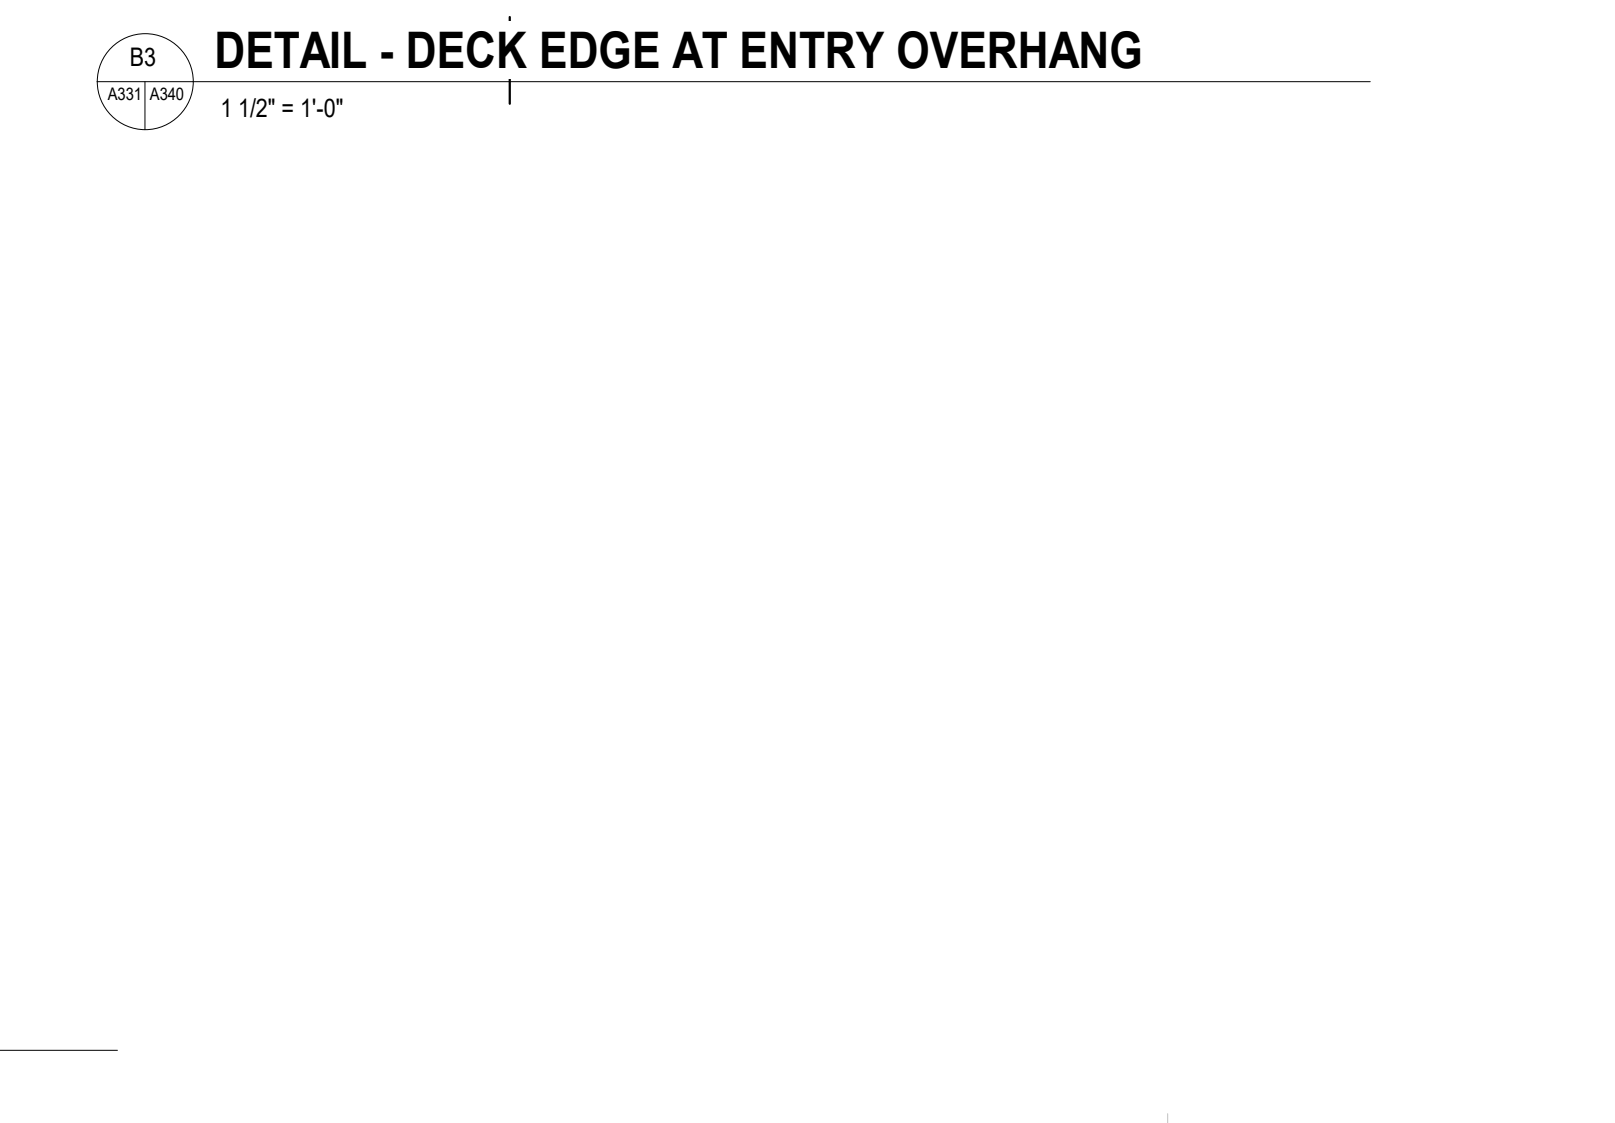 B3
DETAIL - DECK EDGE AT ENTRY OVERHANG
A331 A340
1 1/2" = 1'-0"